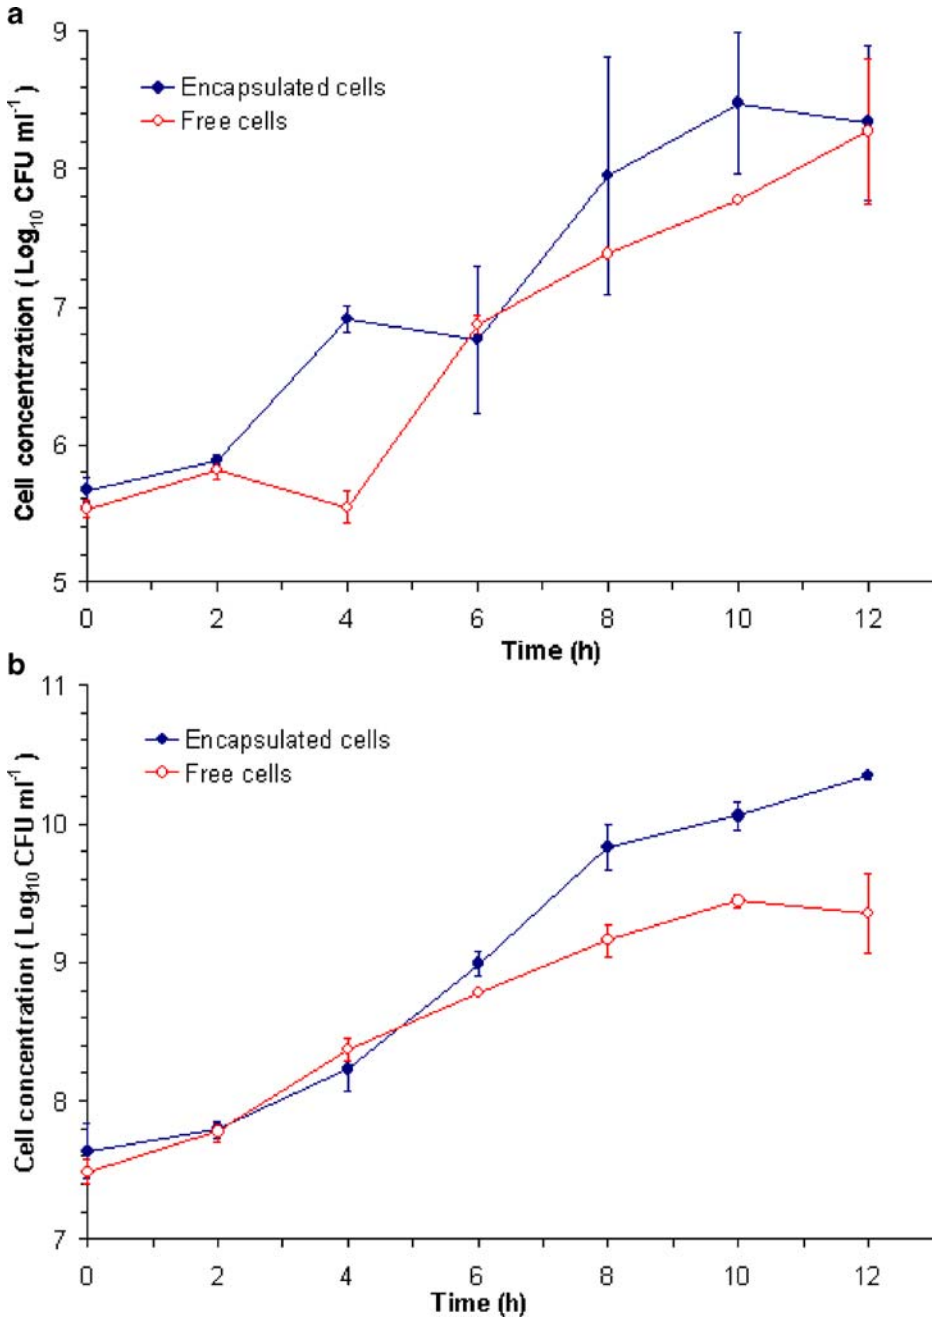 a
9
Encapsulated cells
Free cells
8
7
6
5
Cell concentration ( Log₁₀ CFU ml⁻¹)
0 2 4 6 8 10 12
Time (h)
b
11
Encapsulated cells
Free cells
10
9
8
7
Cell concentration ( Log₁₀ CFU ml⁻¹)
0 2 4 6 8 10 12
Time (h)